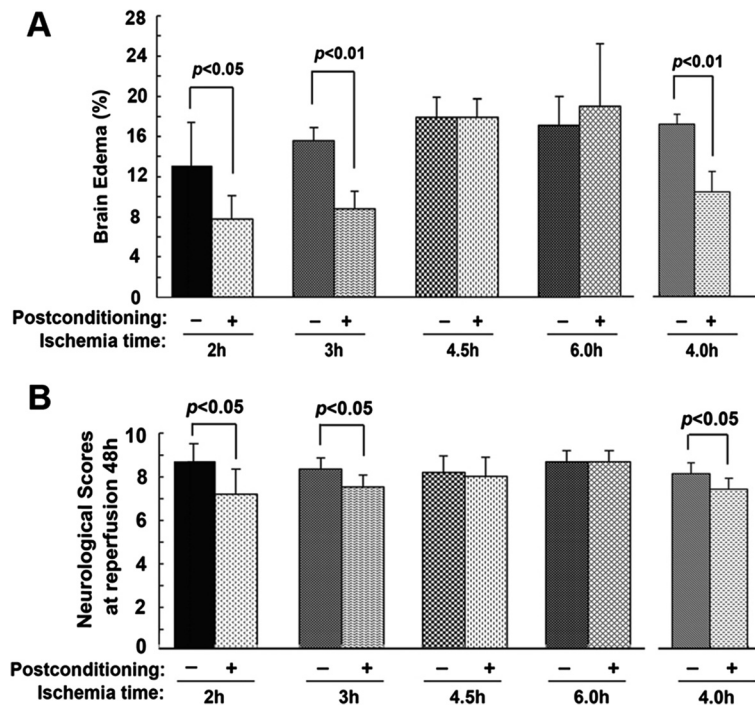 A
28
24
20
16
12
8
4
0
Brain Edema (%)
p<0.05
p<0.01
p<0.01
Postconditioning: – + – + – + – + – +
Ischemia time: 2h 3h 4.5h 6.0h 4.0h
B
10
8
6
4
2
0
Neurological Scores
at reperfusion 48h
p<0.05
p<0.05
p<0.05
Postconditioning: – + – + – + – + – +
Ischemia time: 2h 3h 4.5h 6.0h 4.0h